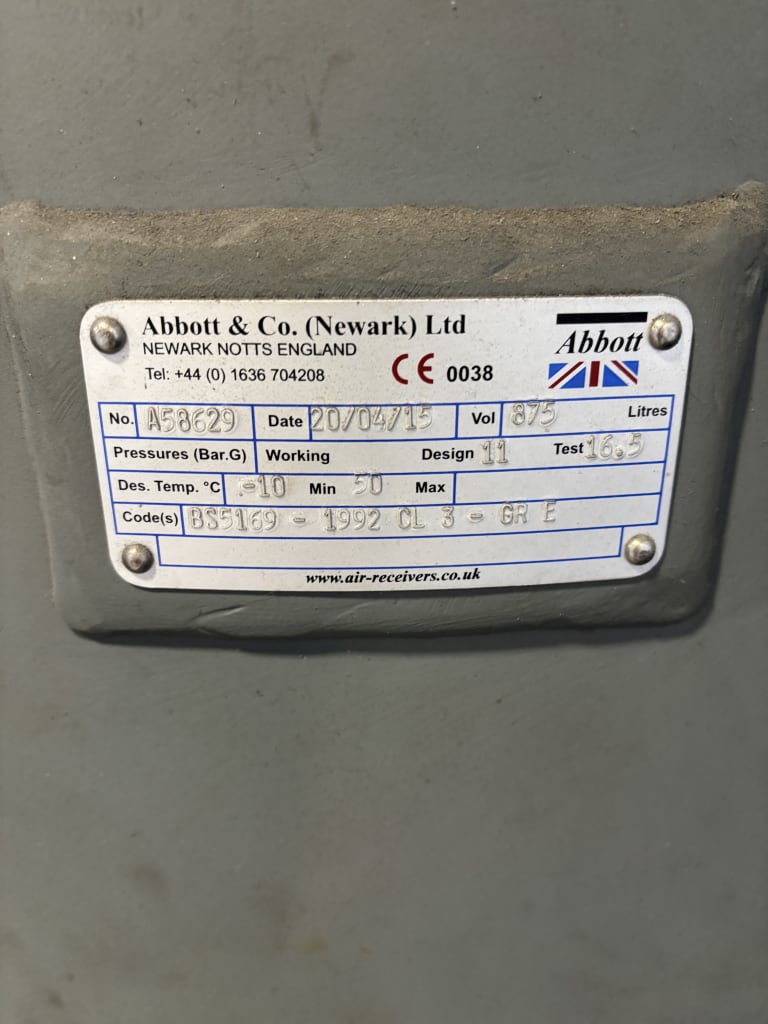 Abbott & Co. (Newark) Ltd
NEWARK NOTTS ENGLAND
Tel: +44 (0) 1636 704208
CE 0038
Abbott
No. A58629 Date 20/04/15 Vol 875 Litres
Pressures (Bar.G) Working Design 11 Test 16.5
Des. Temp. °C -10 Min 50 Max
Code(s) BS5169 - 1992 CL 3 - GR E
www.air-receivers.co.uk